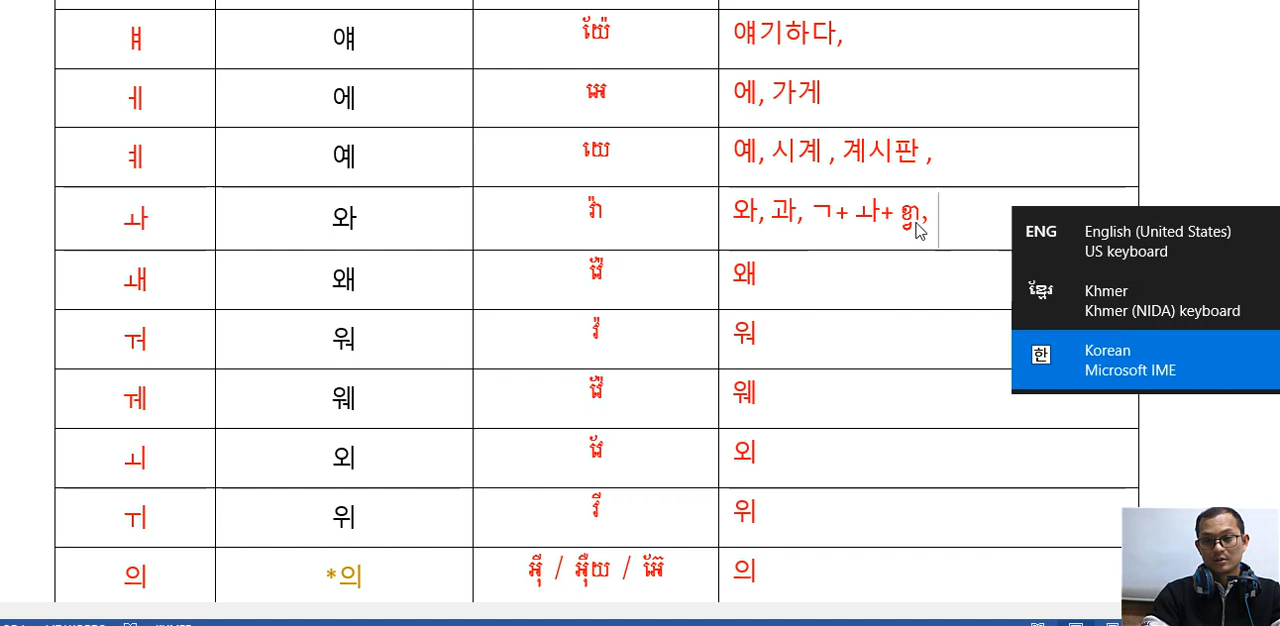 ㅒ 얘 យ៉ែ 얘기하다,
ㅔ 에 អេ 에, 가게
ㅖ 예 យេ 예, 시계 , 계시판 ,
ㅘ 와 វ៉ា 와, 과, ㄱ+ ㅘ+ ខ្វា,
ㅙ 왜 វ៉ែ 왜
ㅝ 워 វ៉ 워
ㅞ 웨 វ៉ែ 웨
ㅚ 외 វ៉ែ 외
ㅟ 위 វី 위
의 *의 អ៊ី / អ៊ឺយ / អ៊ែ 의
ENG English (United States)
US keyboard
ខ្មែរ Khmer
Khmer (NIDA) keyboard
한 Korean
Microsoft IME